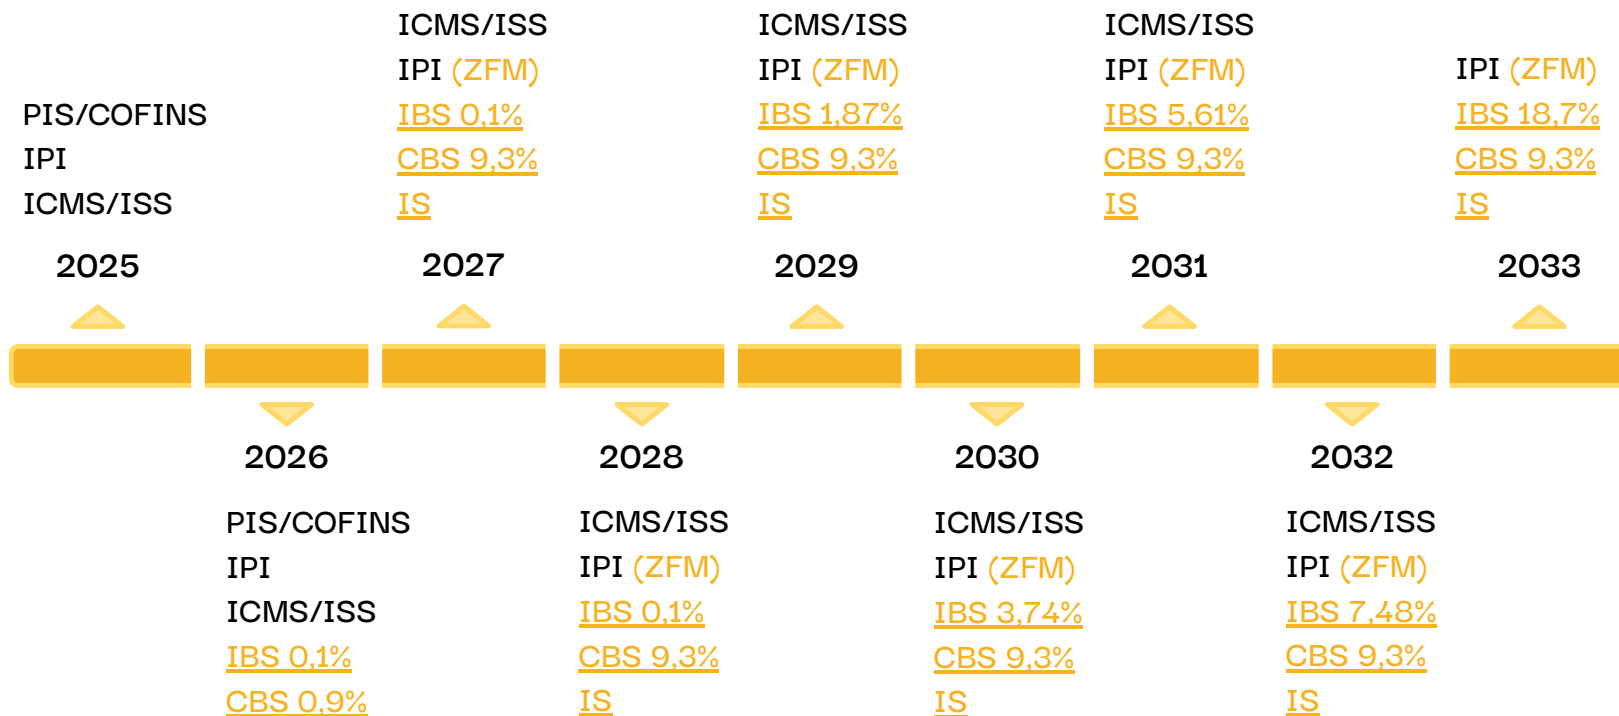 PIS/COFINS
IPI
ICMS/ISS
2025
PIS/COFINS
IPI
ICMS/ISS
IBS 0,1%
CBS 0,9%
2026
ICMS/ISS
IPI (ZFM)
IBS 0,1%
CBS 9,3%
IS
2027
2028
ICMS/ISS
IPI (ZFM)
IBS 0,1%
CBS 9,3%
IS
ICMS/ISS
IPI (ZFM)
IBS 1,87%
CBS 9,3%
IS
2029
2030
ICMS/ISS
IPI (ZFM)
IBS 3,74%
CBS 9,3%
IS
ICMS/ISS
IPI (ZFM)
IBS 5,61%
CBS 9,3%
IS
2031
2032
ICMS/ISS
IPI (ZFM)
IBS 7,48%
CBS 9,3%
IS
IPI (ZFM)
IBS 18,7%
CBS 9,3%
IS
2033